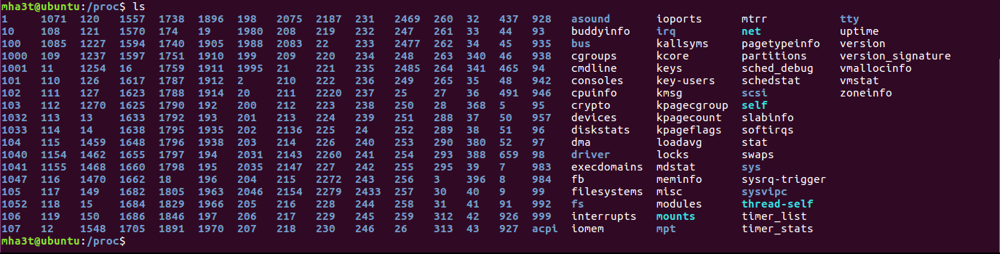 mha3t@ubuntu:/proc$ ls
1 1071 120 1557 1738 1896 198 2075 2187 231 2469 260 32 437 928 asound ioports mtrr tty
10 108 121 1570 174 19 1980 208 219 232 247 261 33 44 93 buddyinfo irq net uptime
100 1085 1227 1594 1740 1905 1988 2083 22 233 2477 262 34 45 935 bus kallsyms pagetypeinfo version
1000 109 1237 1597 1751 1910 199 209 220 234 248 263 340 46 938 cgroups kcore partitions version_signature
1001 11 1254 16 1759 1911 1995 21 221 235 2485 264 341 465 94 cmdline keys sched_debug vmallocinfo
101 110 126 1617 1787 1912 2 210 222 236 249 265 35 48 942 consoles key-users schedstat vmstat
102 111 127 1623 1788 1914 20 211 2220 237 25 27 36 491 946 cpuinfo kmsg scsi zoneinfo
103 112 1270 1625 1790 192 200 212 223 238 250 28 368 5 95 crypto kpagecgroup self
1032 113 13 1633 1792 193 201 213 224 239 251 288 37 50 957 devices kpagecount slabinfo
1033 114 14 1638 1795 1935 202 2136 225 24 252 289 38 51 96 diskstats kpageflags softirqs
104 115 1459 1648 1796 1938 203 214 226 240 253 290 380 52 97 dma loadavg stat
1040 1154 1462 1655 1797 194 2031 2143 2260 241 254 293 388 659 98 driver locks swaps
1041 1155 1468 1660 1798 195 2035 2147 227 242 255 295 39 7 983 execdomains mdstat sys
1047 116 1470 1662 18 196 204 215 2272 243 256 3 396 8 984 fb meminfo sysrq-trigger
105 117 149 1682 1805 1963 2046 2154 2279 2433 257 30 40 9 99 filesystems misc sysvipc
1052 118 15 1684 1829 1966 205 216 228 244 258 31 41 91 992 fs modules thread-self
106 119 150 1686 1846 197 206 217 229 245 259 312 42 926 999 interrupts mounts timer_list
107 12 1548 1705 1891 1970 207 218 230 246 26 313 43 927 acpi iomem mpt timer_stats
mha3t@ubuntu:/proc$